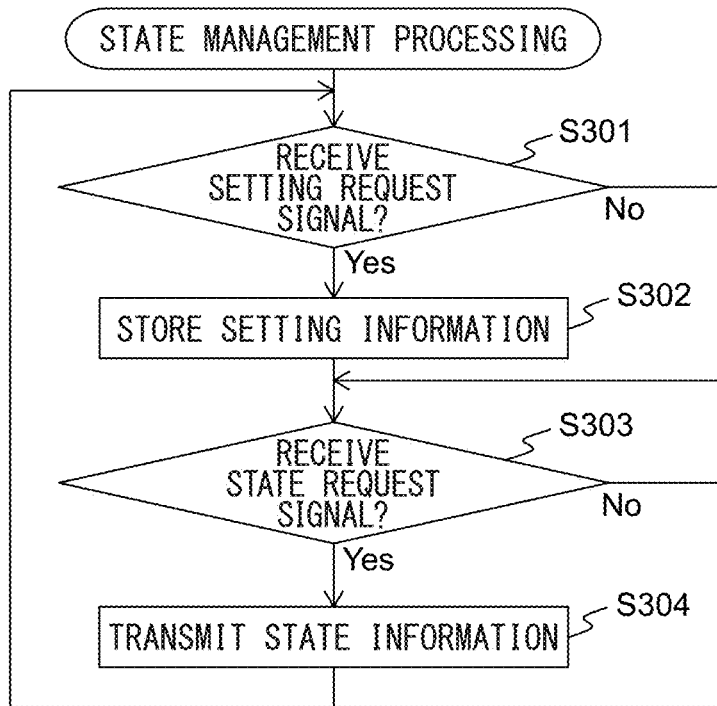 STATE MANAGEMENT PROCESSING
S301
RECEIVE
SETTING REQUEST
SIGNAL?
No
Yes
S302
STORE SETTING INFORMATION
S303
RECEIVE
STATE REQUEST
SIGNAL?
No
Yes
S304
TRANSMIT STATE INFORMATION